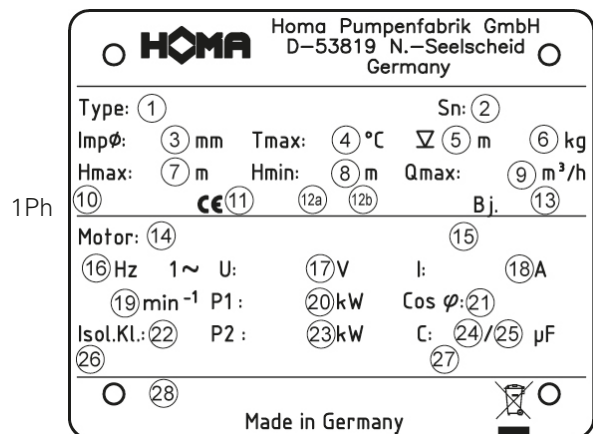 HOMA
Homa Pumpenfabrik GmbH
D-53819 N.-Seelscheid
Germany
Type: 1 Sn: 2
ImpΦ: 3 mm Tmax: 4 °C ∇ 5 m 6 kg
Hmax: 7 m Hmin: 8 m Qmax: 9 m³/h
1Ph
10 CE 11 12a 12b Bj. 13
Motor: 14 15
16 Hz 1~ U: 17 V I: 18 A
19 min⁻¹ P1: 20 kW Cos φ: 21
Isol.Kl.: 22 P2: 23 kW C: 24/25 µF
26 27
28
Made in Germany